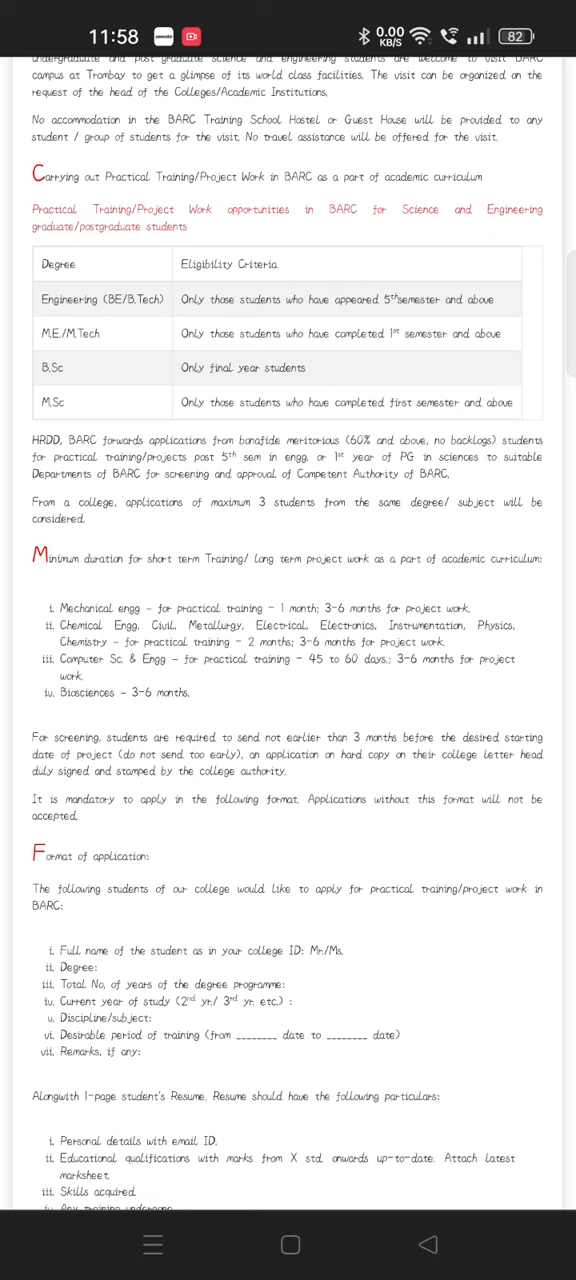 11:58
0.00
KB/S
82
undergraduate and post graduate science and engineering students are welcome to visit BARC
campus at Trombay to get a glimpse of its world class facilities. The visit can be organized on the
request of the head of the Colleges/Academic Institutions.
No accommodation in the BARC Training School Hostel or Guest House will be provided to any
student / group of students for the visit. No travel assistance will be offered for the visit.
Carrying out Practical Training/Project Work in BARC as a part of academic curriculum
Practical Training/Project Work opportunities in BARC for Science and Engineering
graduate/postgraduate students
Degree Eligibility Criteria
Engineering (BE/B.Tech) Only those students who have appeared 5th semester and above
M.E./M.Tech Only those students who have completed 1st semester and above
B.Sc Only final year students
M.Sc Only those students who have completed first semester and above
HRDD, BARC forwards applications from bonafide meritorious (60% and above, no backlogs) students
for practical training/projects post 5th sem in engg. or 1st year of PG in sciences to suitable
Departments of BARC for screening and approval of Competent Authority of BARC.
From a college, applications of maximum 3 students from the same degree/ subject will be
considered.
Minimum duration for short term Training/ long term project work as a part of academic curriculum:
i. Mechanical engg – for practical training – 1 month; 3-6 months for project work.
ii. Chemical Engg, Civil, Metallurgy, Electrical, Electronics, Instrumentation, Physics,
Chemistry – for practical training – 2 months; 3-6 months for project work.
iii. Computer Sc. & Engg – for practical training – 45 to 60 days.; 3-6 months for project
work.
iv. Biosciences – 3-6 months.
For screening, students are required to send not earlier than 3 months before the desired starting
date of project (do not send too early), an application on hard copy on their college letter head
duly signed and stamped by the college authority.
It is mandatory to apply in the following format. Applications without this format will not be
accepted.
Format of application:
The following students of our college would like to apply for practical training/project work in
BARC:
i. Full name of the student as in your college ID: Mr./Ms.
ii. Degree:
iii. Total No. of years of the degree programme:
iv. Current year of study (2nd yr./ 3rd yr. etc.) :
v. Discipline/subject:
vi. Desirable period of training (from ________ date to ________ date)
vii. Remarks, if any:
Alongwith 1-page student's Resume. Resume should have the following particulars:
i. Personal details with email ID.
ii. Educational qualifications with marks from X std. onwards up-to-date. Attach latest
marksheet.
iii. Skills acquired.
iv. Any training undergone